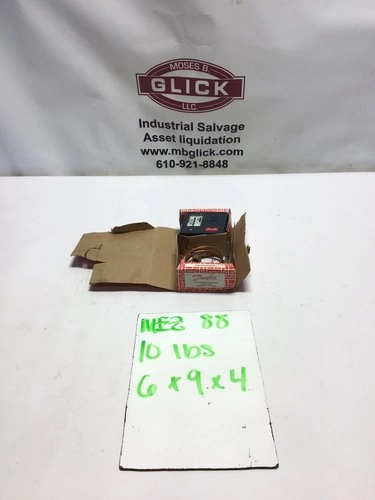 MOSES B.
GLICK
LLC.
Industrial Salvage
Asset liquidation
www.mbglick.com
610-921-8848
Danfoss
MEZ 88
10 lbs
6 x 9 x 4